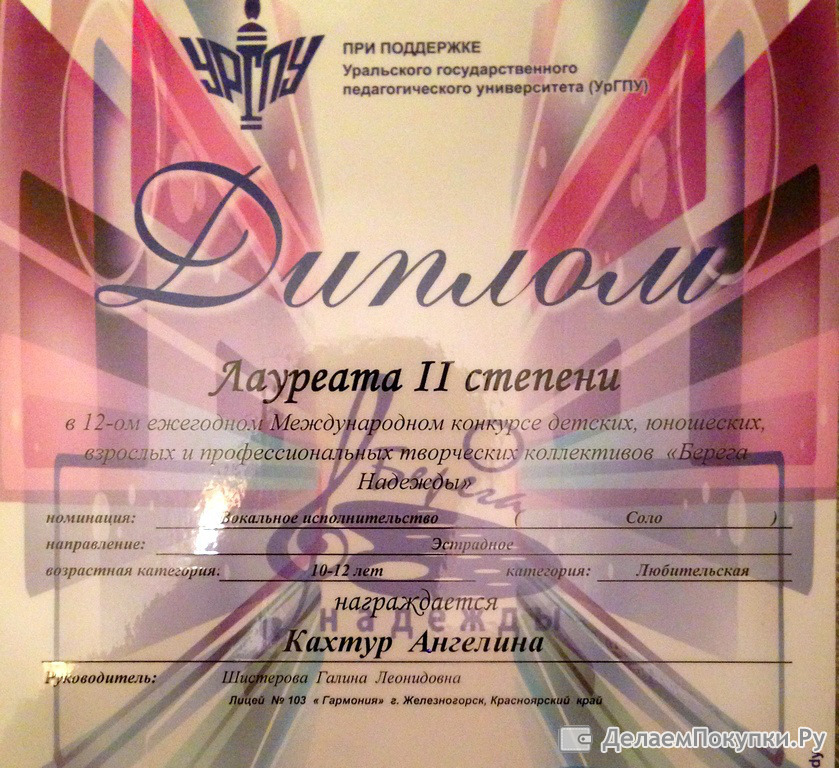 УРГПУ
ПРИ ПОДДЕРЖКЕ
Уральского государственного
педагогического университета (УрГПУ)
Диплом
Лауреата II степени
в 12-ом ежегодном Международном конкурсе детских, юношеских,
взрослых и профессиональных творческих коллективов «Берега
Надежды»
Берега
номинация: Вокальное исполнительство ( Соло )
направление: Эстрадное
возрастная категория: 10-12 лет категория: Любительская
награждается
надежды
Кахтур Ангелина
Руководитель: Шистерова Галина Леонидовна
Лицей № 103 « Гармония» г. Железногорск, Красноярский край
ДелаемПокупки.Ру